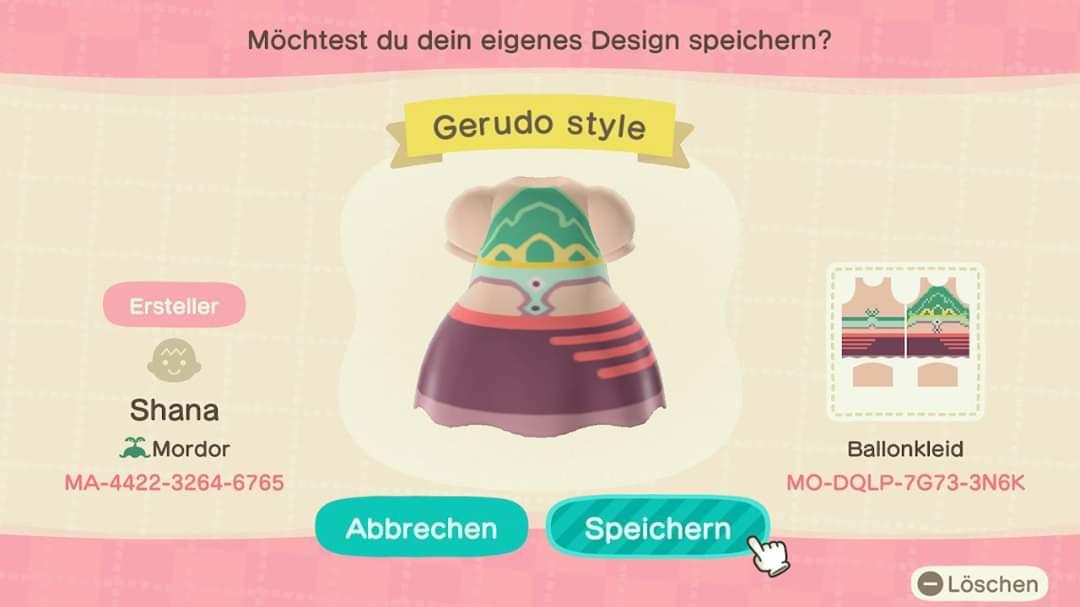 Möchtest du dein eigenes Design speichern?
Gerudo style
Ersteller
Shana
Mordor
MA-4422-3264-6765
Ballonkleid
MO-DQLP-7G73-3N6K
Abbrechen
Speichern
Löschen